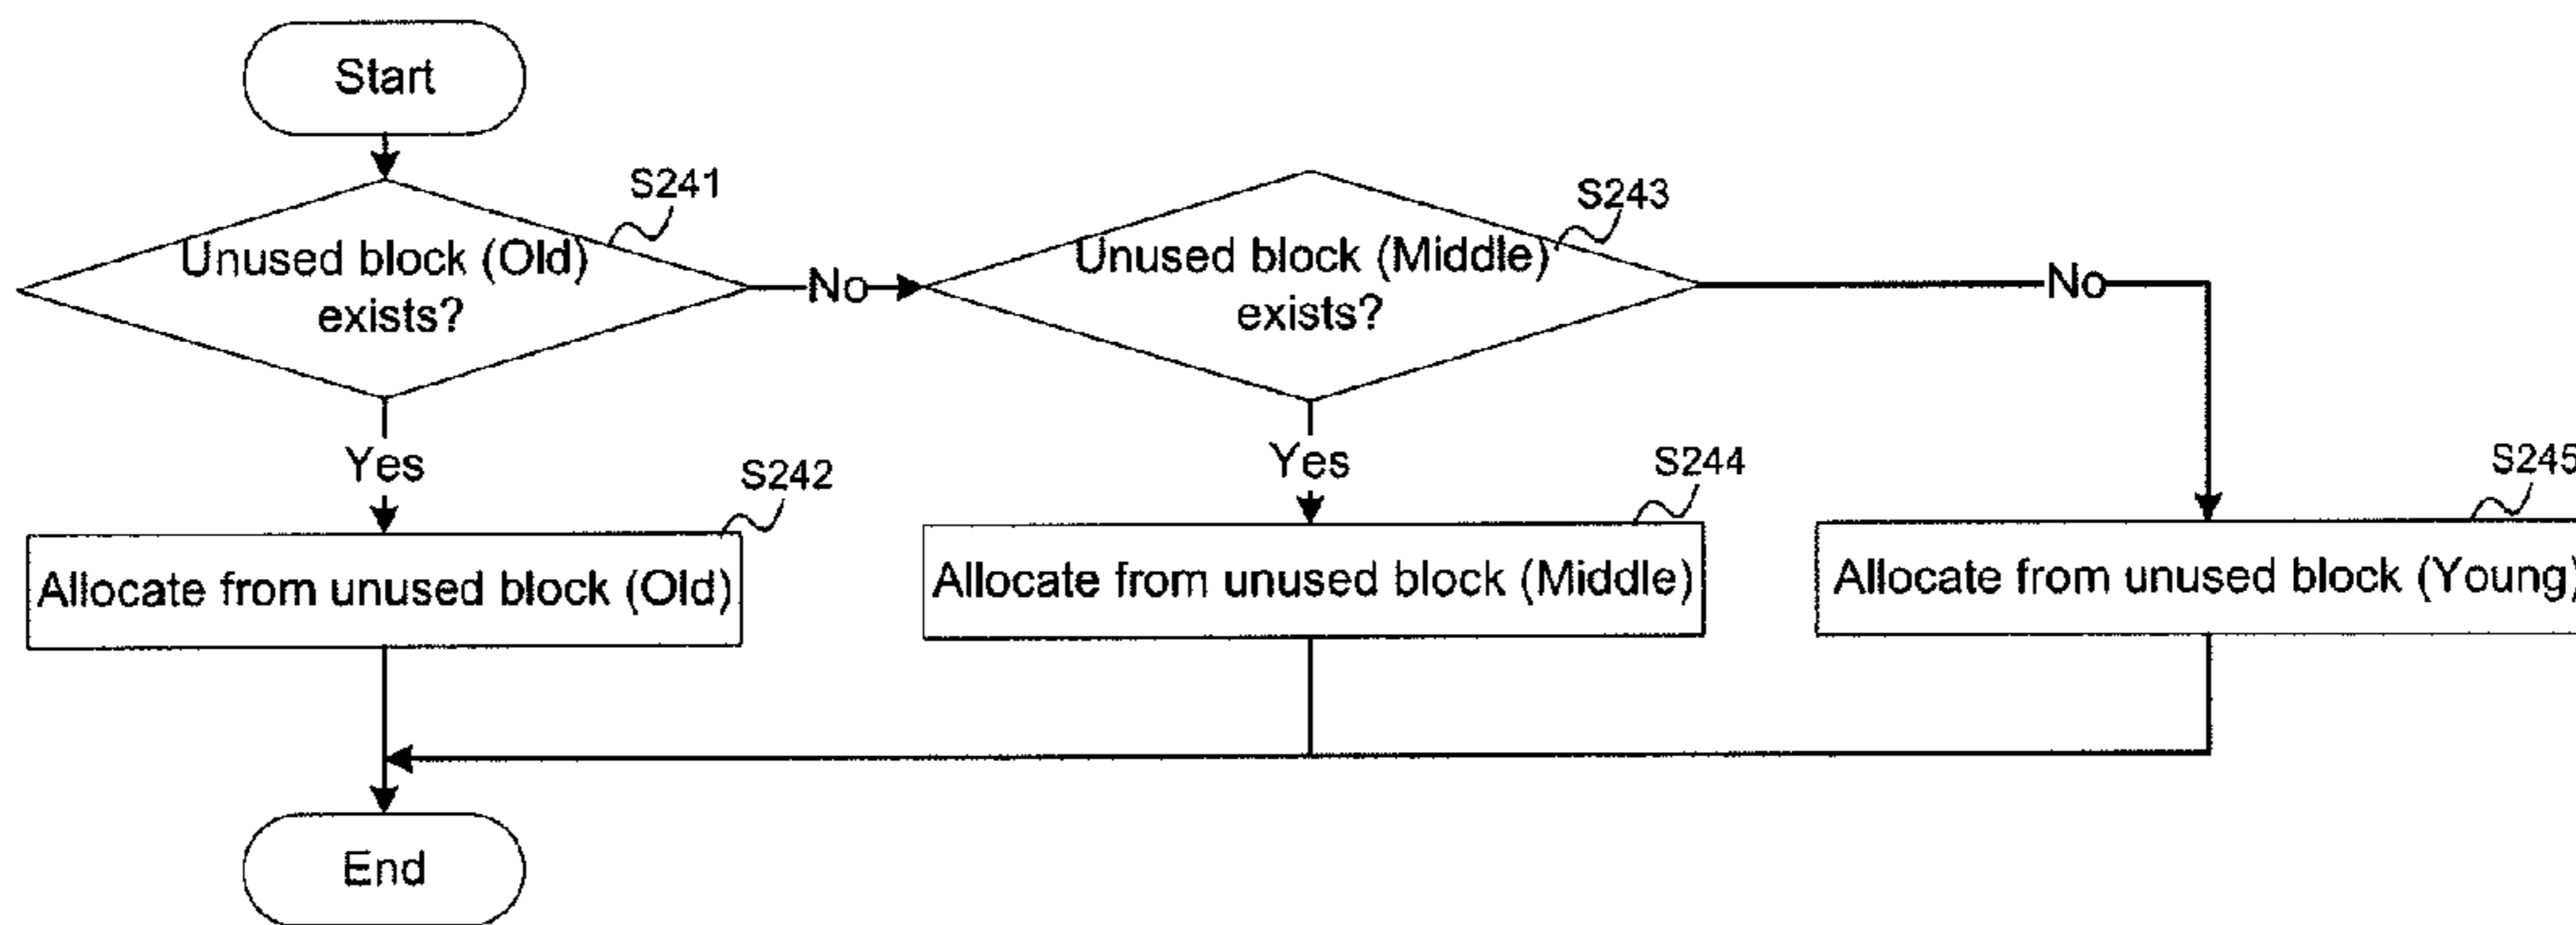 Start
S241
Unused block (Old)
exists?
No
S243
Unused block (Middle)
exists?
No
Yes
S242
Allocate from unused block (Old)
Yes
S244
Allocate from unused block (Middle)
S245
Allocate from unused block (Young)
End